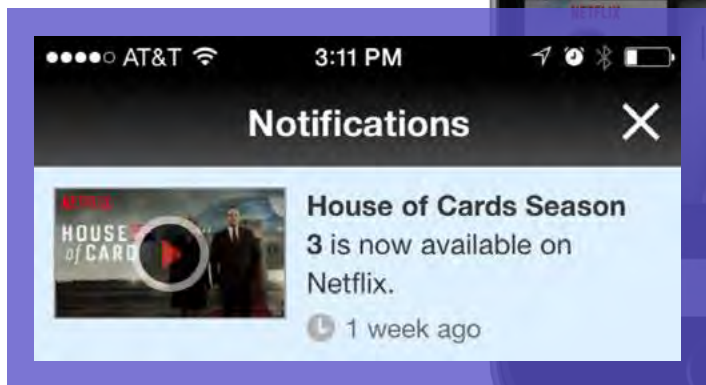 NETFLIX
AT&T 3:11 PM
Notifications
NETFLIX
HOUSE
of CARD
House of Cards Season
3 is now available on
Netflix.
1 week ago